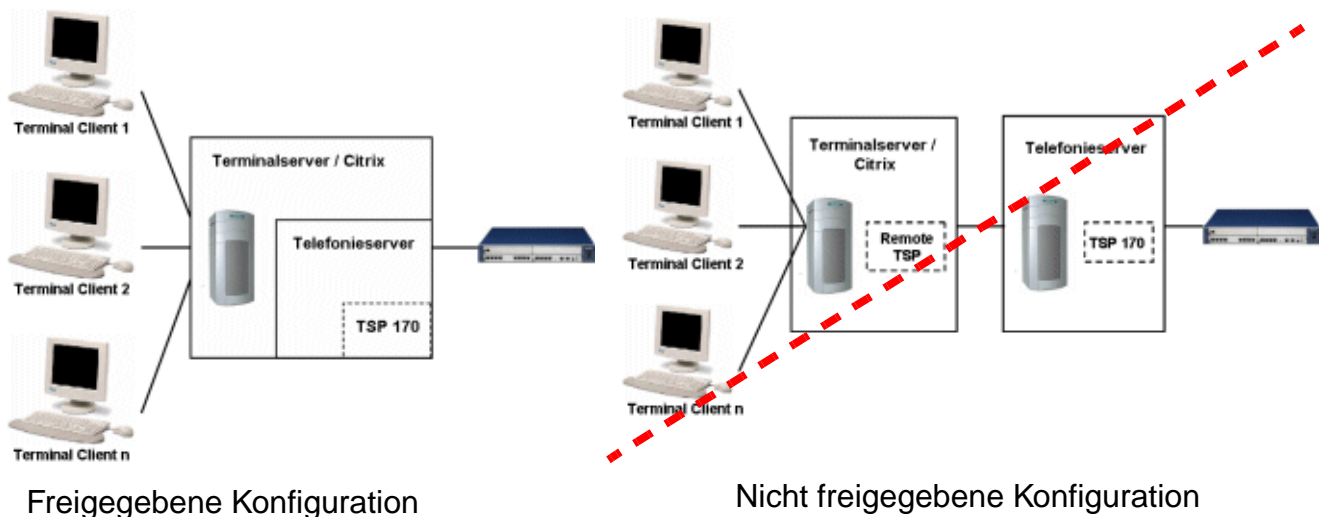 Terminal Client 1
Terminal Client 2
Terminal Client n
Terminalserver / Citrix
Telefonieserver
TSP 170
Freigegebene Konfiguration
Terminal Client 1
Terminal Client 2
Terminal Client n
Terminalserver /
Citrix
Remote
TSP
Telefonieserver
TSP 170
Nicht freigegebene Konfiguration